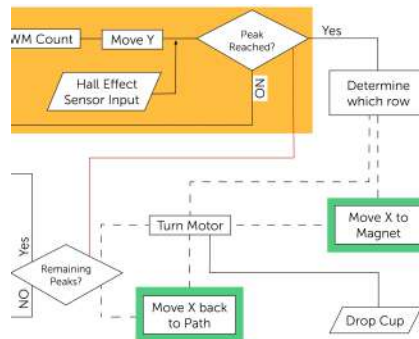 WM Count
Move Y
Peak
Reached?
Yes
Hall Effect
Sensor Input
NO
Determine
which row
Turn Motor
Move X to
Magnet
Yes
Remaining
Peaks?
NO
Move X back
to Path
Drop Cup